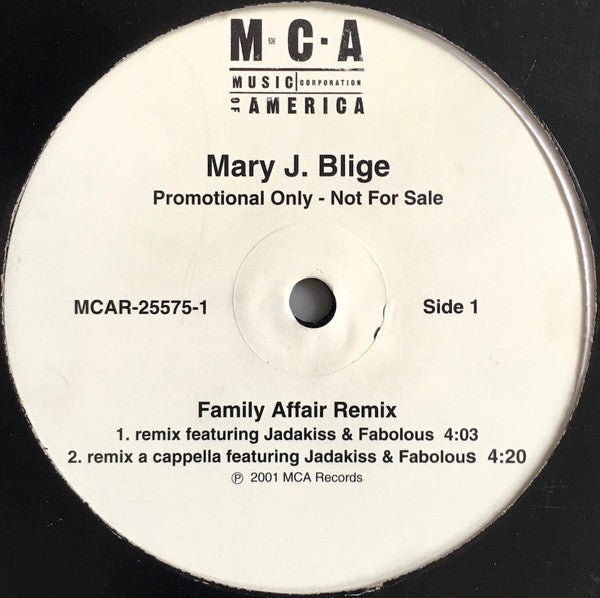 M·C·A
MUSIC CORPORATION
OF AMERICA
Mary J. Blige
Promotional Only - Not For Sale
MCAR-25575-1 Side 1
Family Affair Remix
1. remix featuring Jadakiss & Fabolous 4:03
2. remix a cappella featuring Jadakiss & Fabolous 4:20
℗ 2001 MCA Records